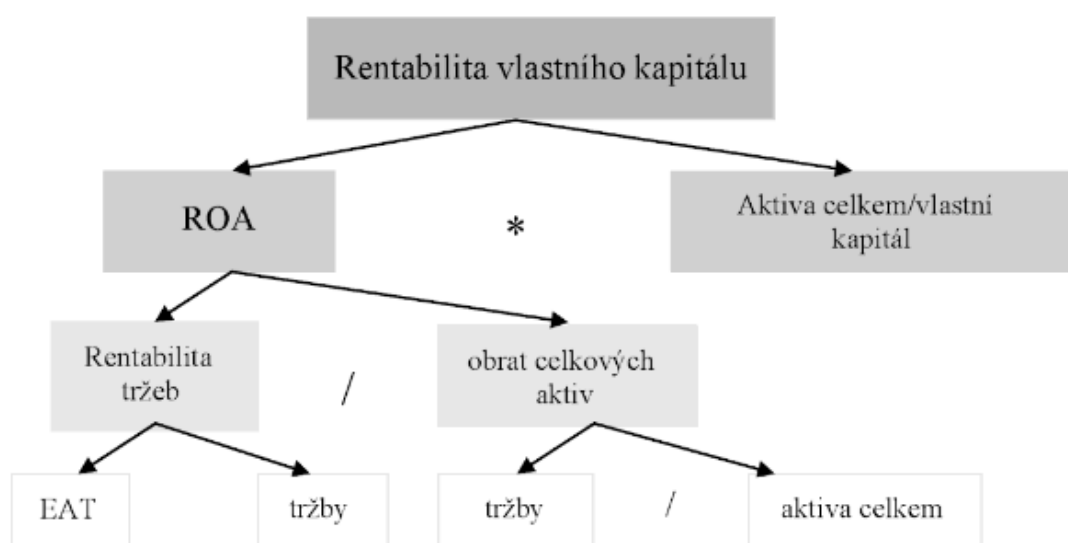 Rentabilita vlastního kapitálu
ROA
*
Aktiva celkem/vlastní
kapitál
Rentabilita
tržeb
/
obrat celkových
aktiv
EAT
tržby
tržby
/
aktiva celkem